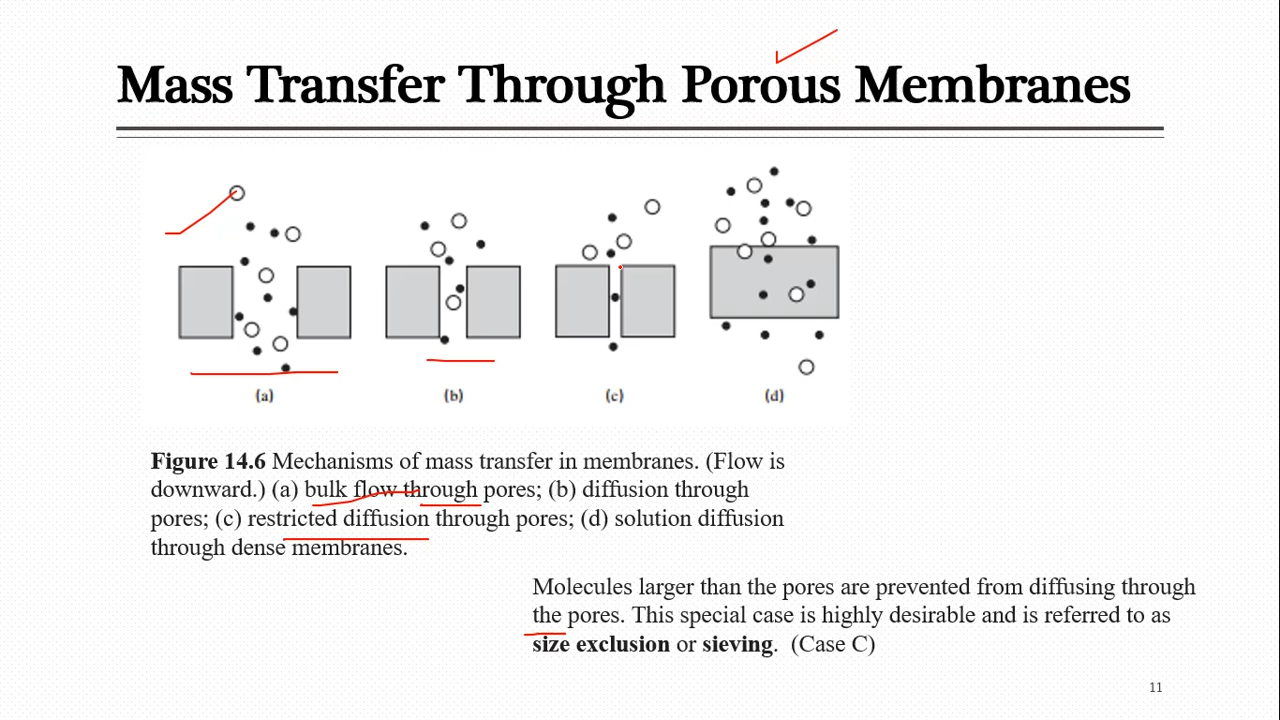 Mass Transfer Through Porous Membranes
(a)
(b)
(c)
(d)
Figure 14.6 Mechanisms of mass transfer in membranes. (Flow is
downward.) (a) bulk flow through pores; (b) diffusion through
pores; (c) restricted diffusion through pores; (d) solution diffusion
through dense membranes.
Molecules larger than the pores are prevented from diffusing through
the pores. This special case is highly desirable and is referred to as
size exclusion or sieving. (Case C)
11